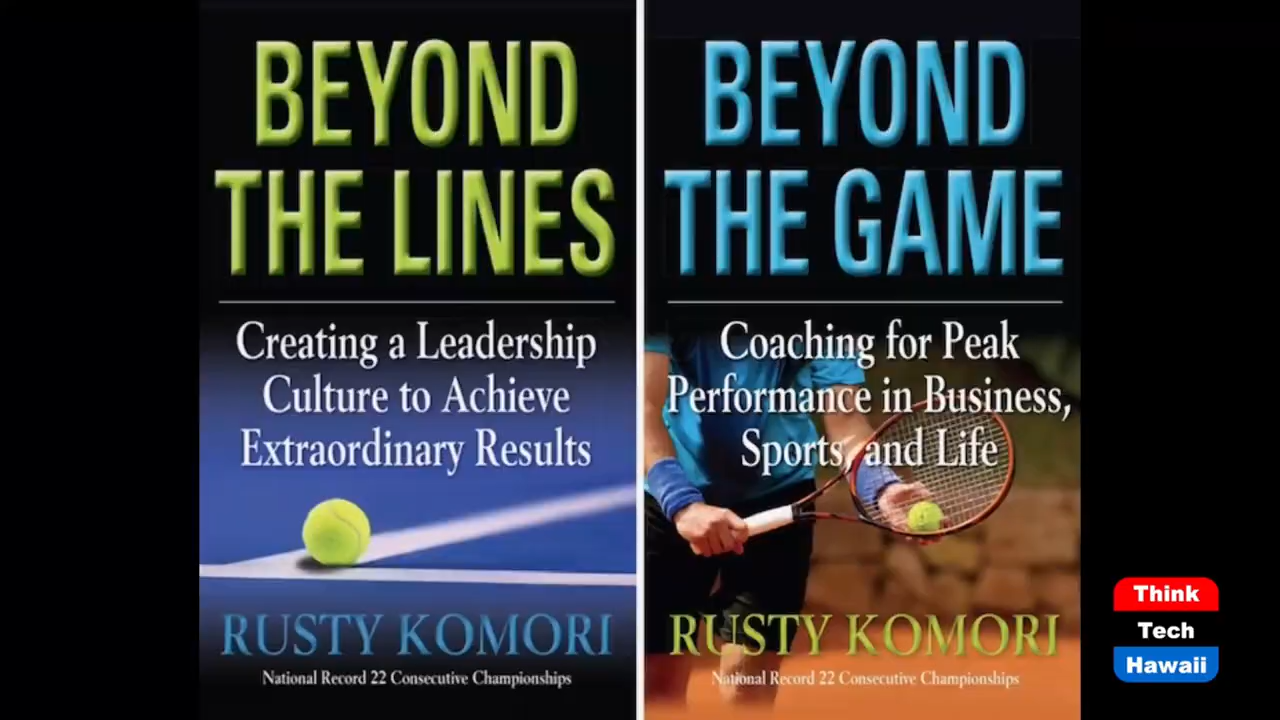 BEYOND
THE LINES
Creating a Leadership
Culture to Achieve
Extraordinary Results
RUSTY KOMORI
National Record 22 Consecutive Championships
BEYOND
THE GAME
Coaching for Peak
Performance in Business,
Sports, and Life
RUSTY KOMORI
National Record 22 Consecutive Championships
Think
Tech
Hawaii